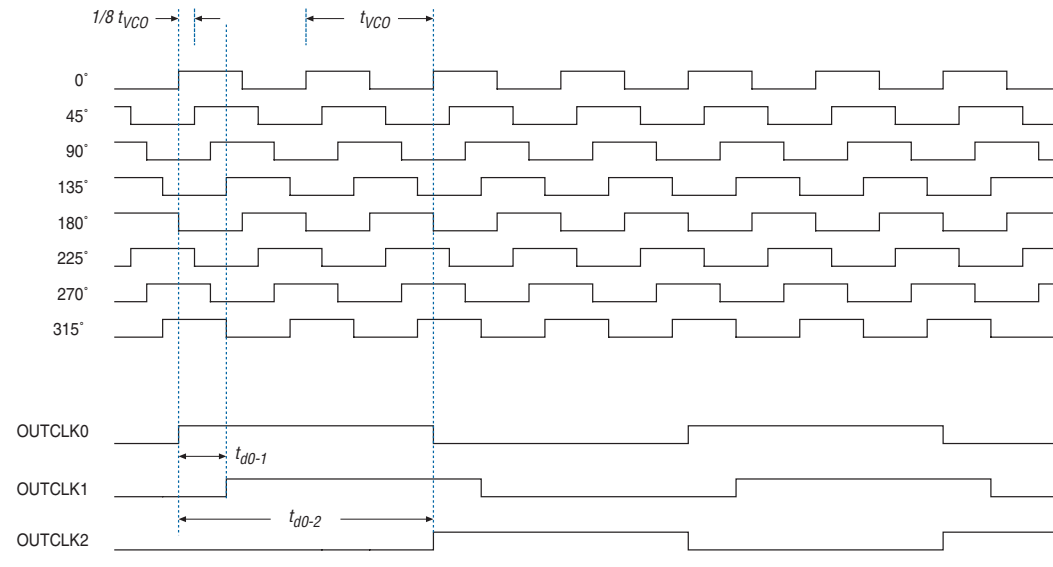 1/8 tVCO
tVCO
0˚
45˚
90˚
135˚
180˚
225˚
270˚
315˚
OUTCLK0
td0-1
OUTCLK1
td0-2
OUTCLK2